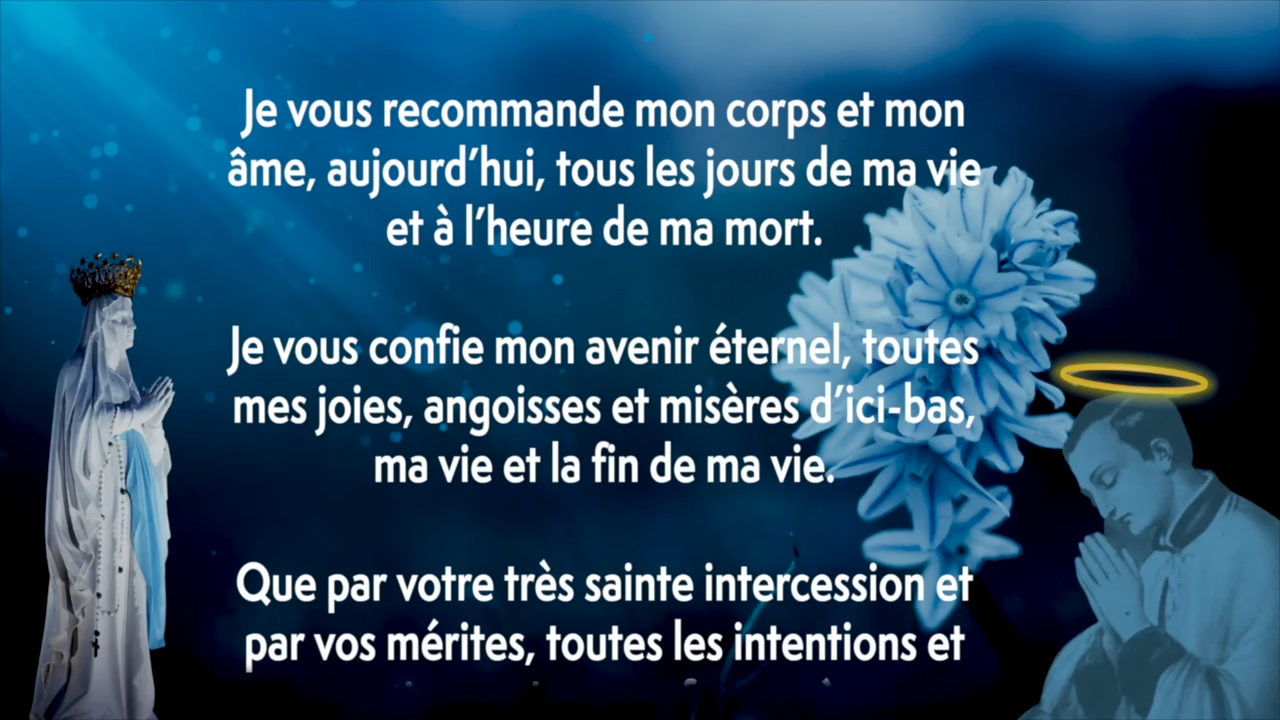 Je vous recommande mon corps et mon
âme, aujourd’hui, tous les jours de ma vie
et à l’heure de ma mort.
Je vous confie mon avenir éternel, toutes
mes joies, angoisses et misères d’ici-bas,
ma vie et la fin de ma vie.
Que par votre très sainte intercession et
par vos mérites, toutes les intentions et